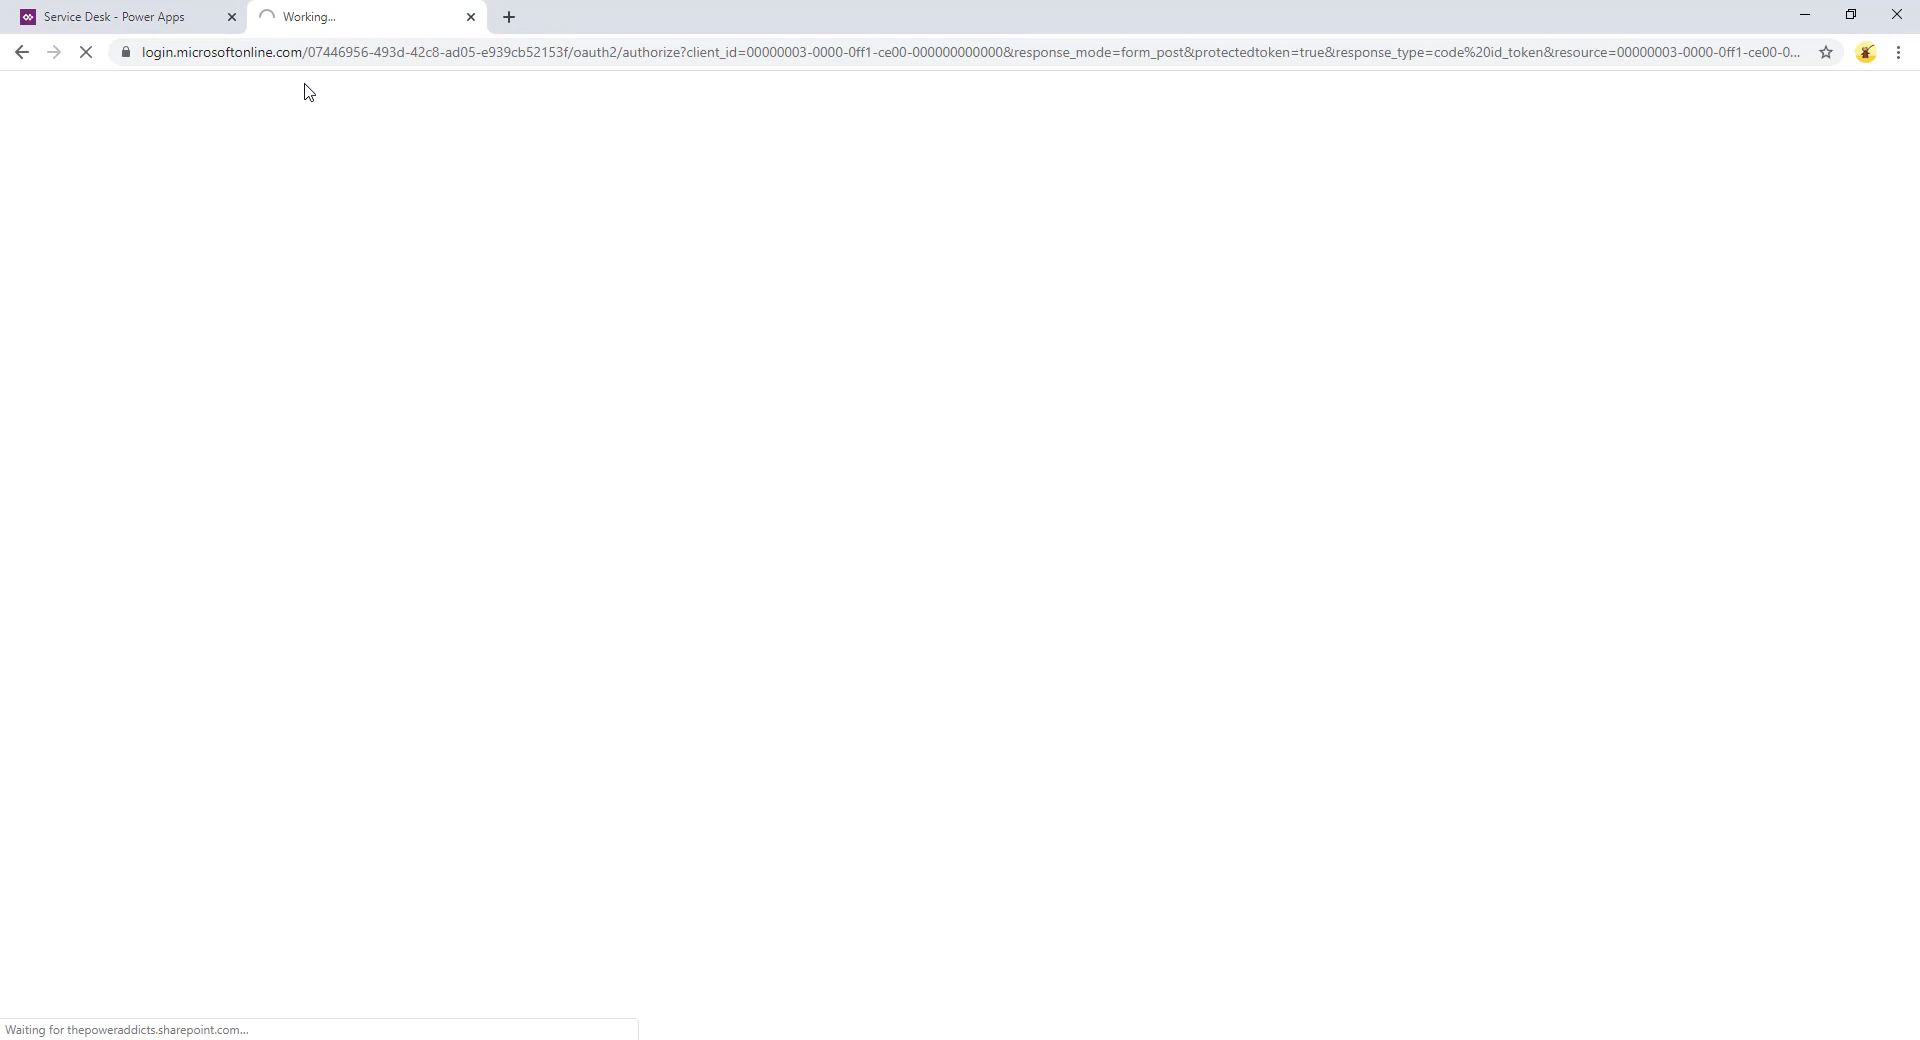 Service Desk - Power Apps
Working...
login.microsoftonline.com/07446956-493d-42c8-ad05-e939cb52153f/oauth2/authorize?client_id=00000003-0000-0ff1-ce00-000000000000&response_mode=form_post&protectedtoken=true&response_type=code%20id_token&resource=00000003-0000-0ff1-ce00-0...
Waiting for thepoweraddicts.sharepoint.com...